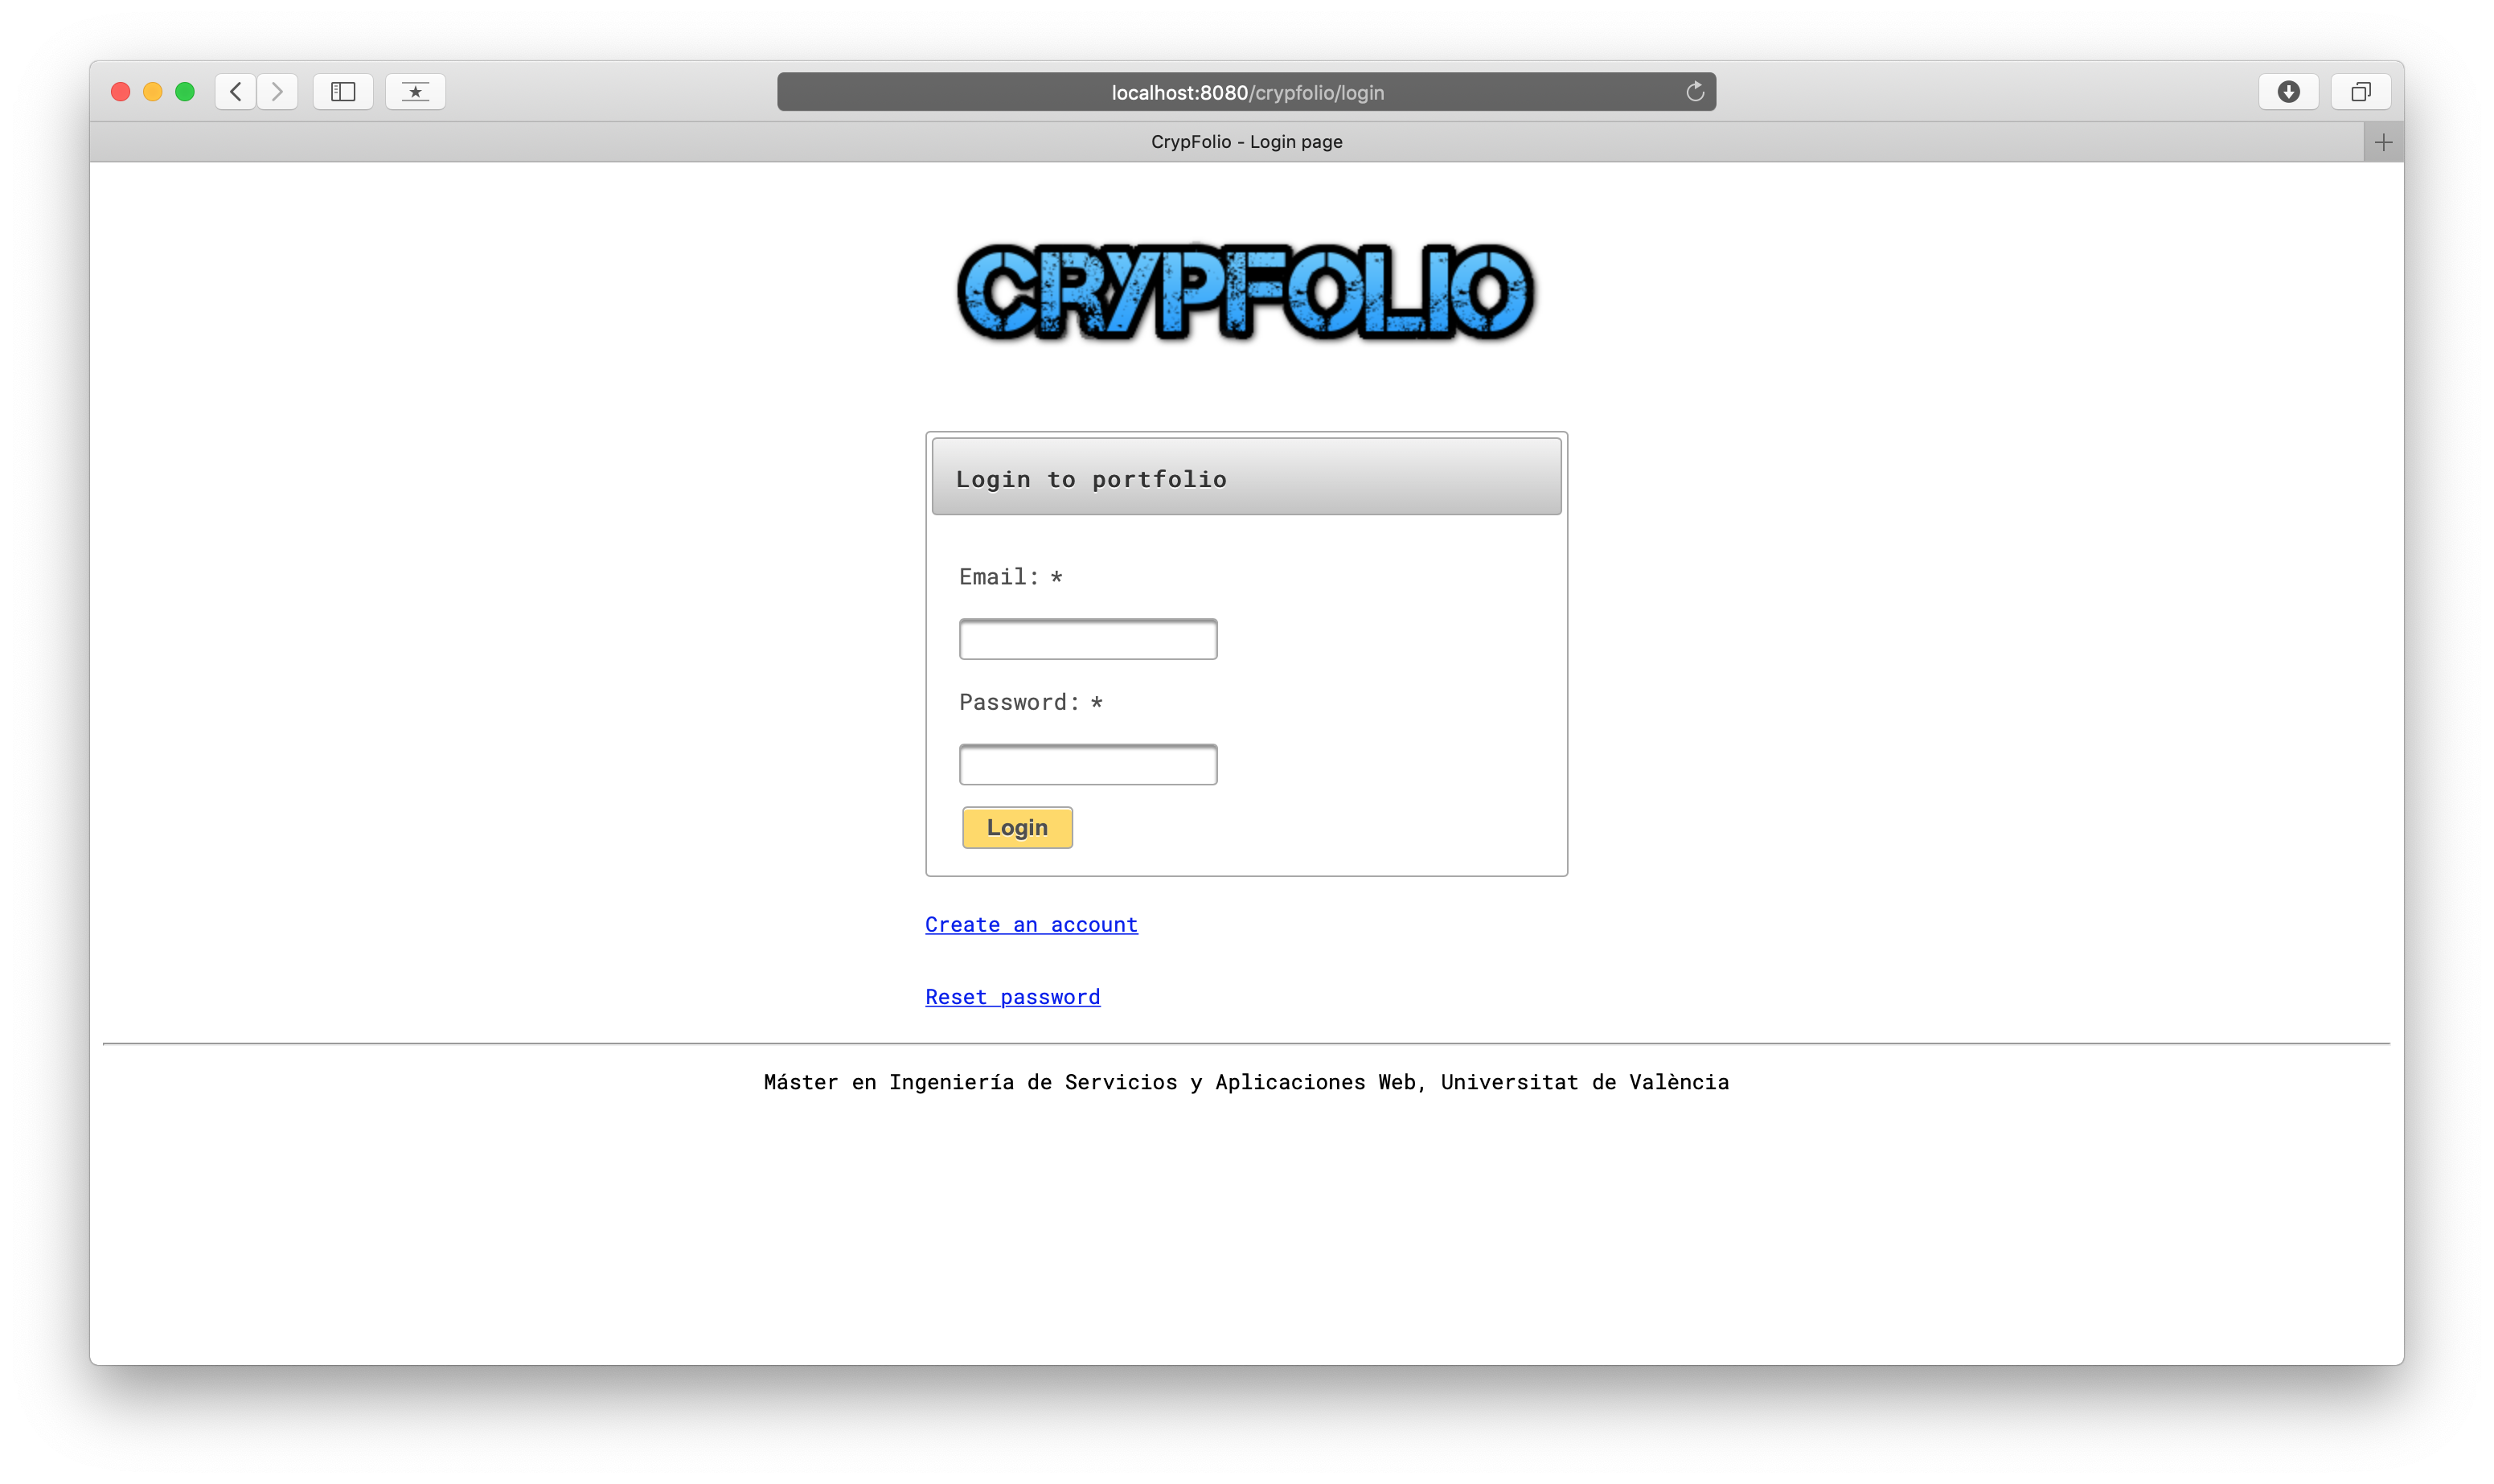 localhost:8080/crypfolio/login
CrypFolio - Login page
CRYPFOLIO
Login to portfolio
Email: *
Password: *
Login
Create an account
Reset password
Máster en Ingeniería de Servicios y Aplicaciones Web, Universitat de València